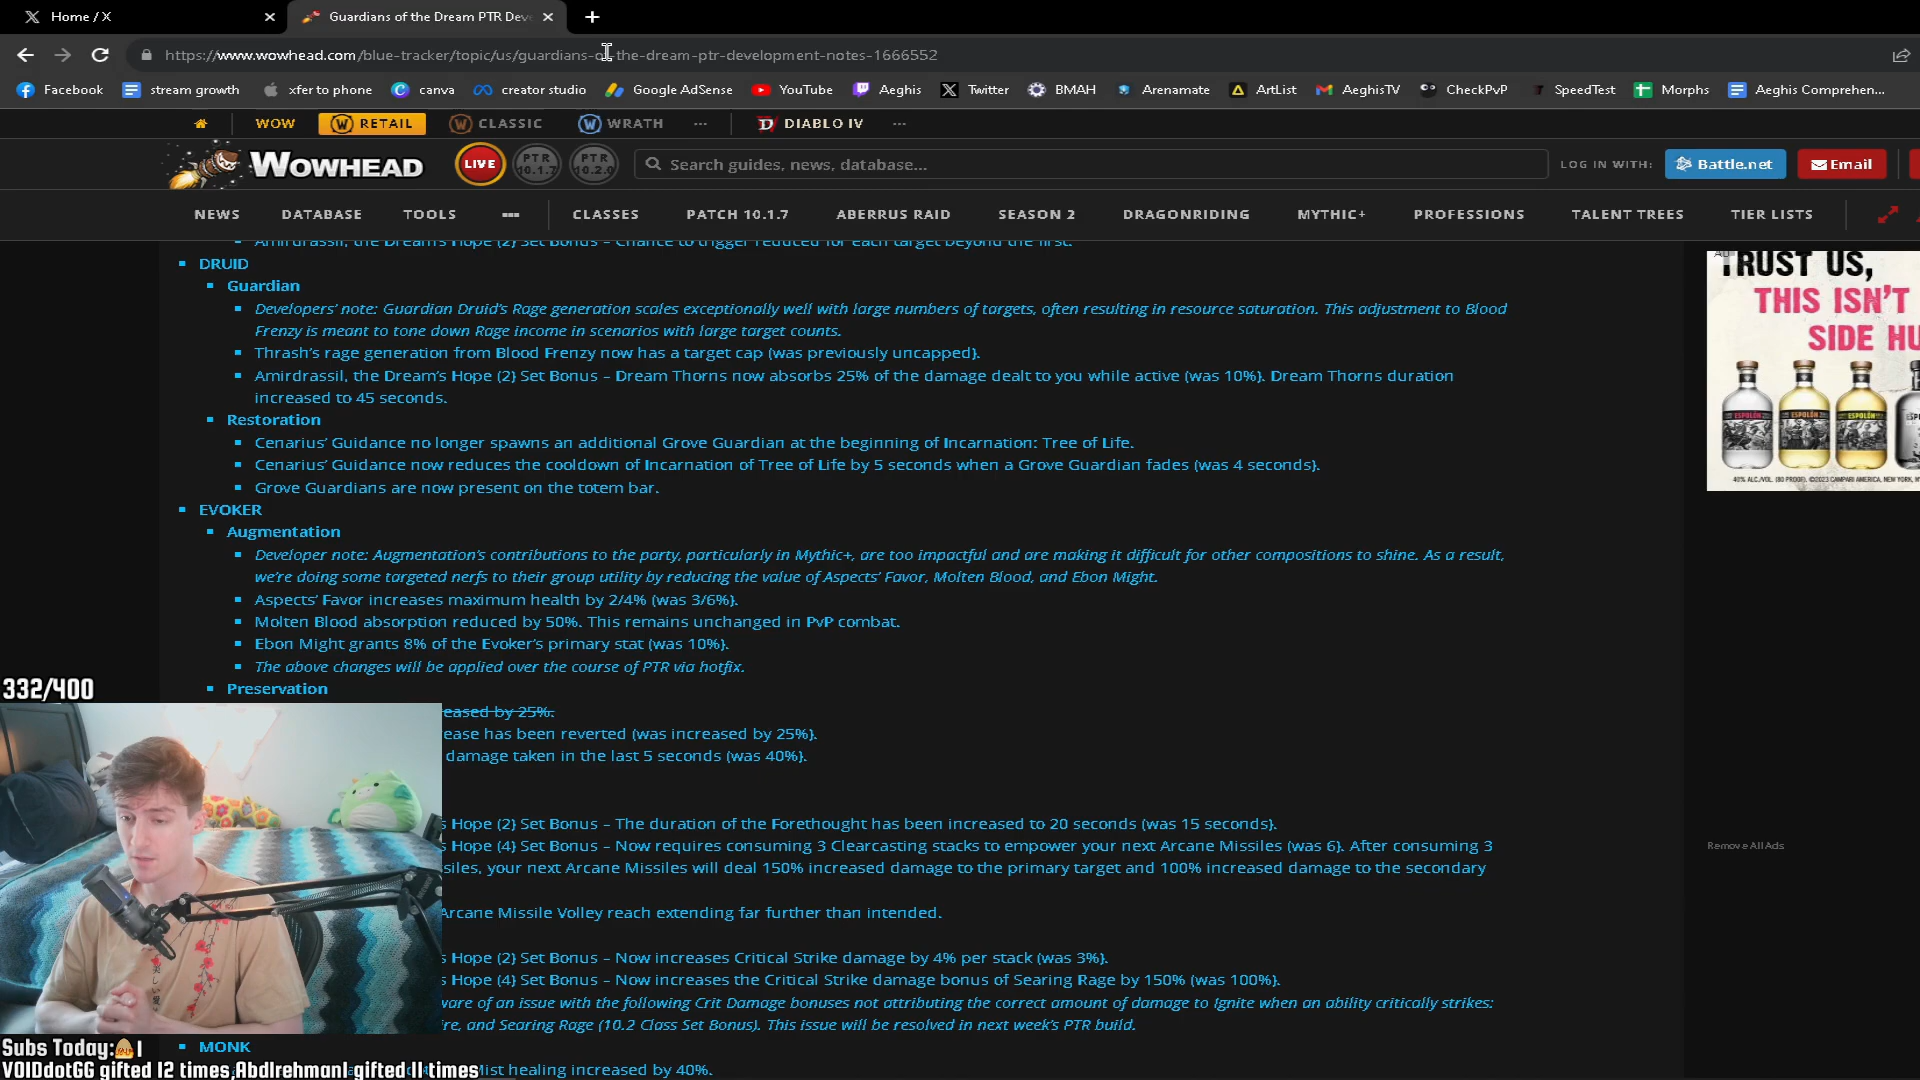 Home / X
Guardians of the Dream PTR Dev
https://www.wowhead.com/blue-tracker/topic/us/guardians-of-the-dream-ptr-development-notes-1666552
Facebook stream growth xfer to phone canva creator studio Google AdSense YouTube Aeghis Twitter BMAH Arenamate ArtList AeghisTV CheckPvP SpeedTest Morphs Aeghis Comprehen...
WOW RETAIL CLASSIC WRATH ... DIABLO IV ...
WOWHEAD LIVE PTR 10.1.7 PTR 10.2.0 Search guides, news, database... LOG IN WITH: Battle.net Email
NEWS DATABASE TOOLS ... CLASSES PATCH 10.1.7 ABERRUS RAID SEASON 2 DRAGONRIDING MYTHIC+ PROFESSIONS TALENT TREES TIER LISTS
Amirdrassil, the Dream's Hope (2) Set Bonus – Chance to trigger reduced for each target beyond the first.
DRUID
Guardian
Developers' note: Guardian Druid's Rage generation scales exceptionally well with large numbers of targets, often resulting in resource saturation. This adjustment to Blood
Frenzy is meant to tone down Rage income in scenarios with large target counts.
Thrash's rage generation from Blood Frenzy now has a target cap (was previously uncapped).
Amirdrassil, the Dream's Hope (2) Set Bonus – Dream Thorns now absorbs 25% of the damage dealt to you while active (was 10%). Dream Thorns duration
increased to 45 seconds.
Restoration
Cenarius' Guidance no longer spawns an additional Grove Guardian at the beginning of Incarnation: Tree of Life.
Cenarius' Guidance now reduces the cooldown of Incarnation of Tree of Life by 5 seconds when a Grove Guardian fades (was 4 seconds).
Grove Guardians are now present on the totem bar.
EVOKER
Augmentation
Developer note: Augmentation's contributions to the party, particularly in Mythic+, are too impactful and are making it difficult for other compositions to shine. As a result,
we're doing some targeted nerfs to their group utility by reducing the value of Aspects' Favor, Molten Blood, and Ebon Might.
Aspects' Favor increases maximum health by 2/4% (was 3/6%).
Molten Blood absorption reduced by 50%. This remains unchanged in PvP combat.
Ebon Might grants 8% of the Evoker's primary stat (was 10%).
The above changes will be applied over the course of PTR via hotfix.
Preservation
eased by 25%.
ease has been reverted (was increased by 25%).
damage taken in the last 5 seconds (was 40%).
s Hope (2) Set Bonus – The duration of the Forethought has been increased to 20 seconds (was 15 seconds).
s Hope (4) Set Bonus – Now requires consuming 3 Clearcasting stacks to empower your next Arcane Missiles (was 6). After consuming 3
siles, your next Arcane Missiles will deal 150% increased damage to the primary target and 100% increased damage to the secondary
Arcane Missile Volley reach extending far further than intended.
s Hope (2) Set Bonus – Now increases Critical Strike damage by 4% per stack (was 3%).
s Hope (4) Set Bonus – Now increases the Critical Strike damage bonus of Searing Rage by 150% (was 100%).
ware of an issue with the following Crit Damage bonuses not attributing the correct amount of damage to Ignite when an ability critically strikes:
re, and Searing Rage (10.2 Class Set Bonus). This issue will be resolved in next week's PTR build.
MONK
Mist healing increased by 40%.
TRUST US,
THIS ISN'T
SIDE HU
ESPOLÒN ESPOLÒN ESPOLÒN
Remove All Ads
332/400
Subs Today: 1
VOIDdotGG gifted 12 times, Abdlrehman1 gifted 11 times